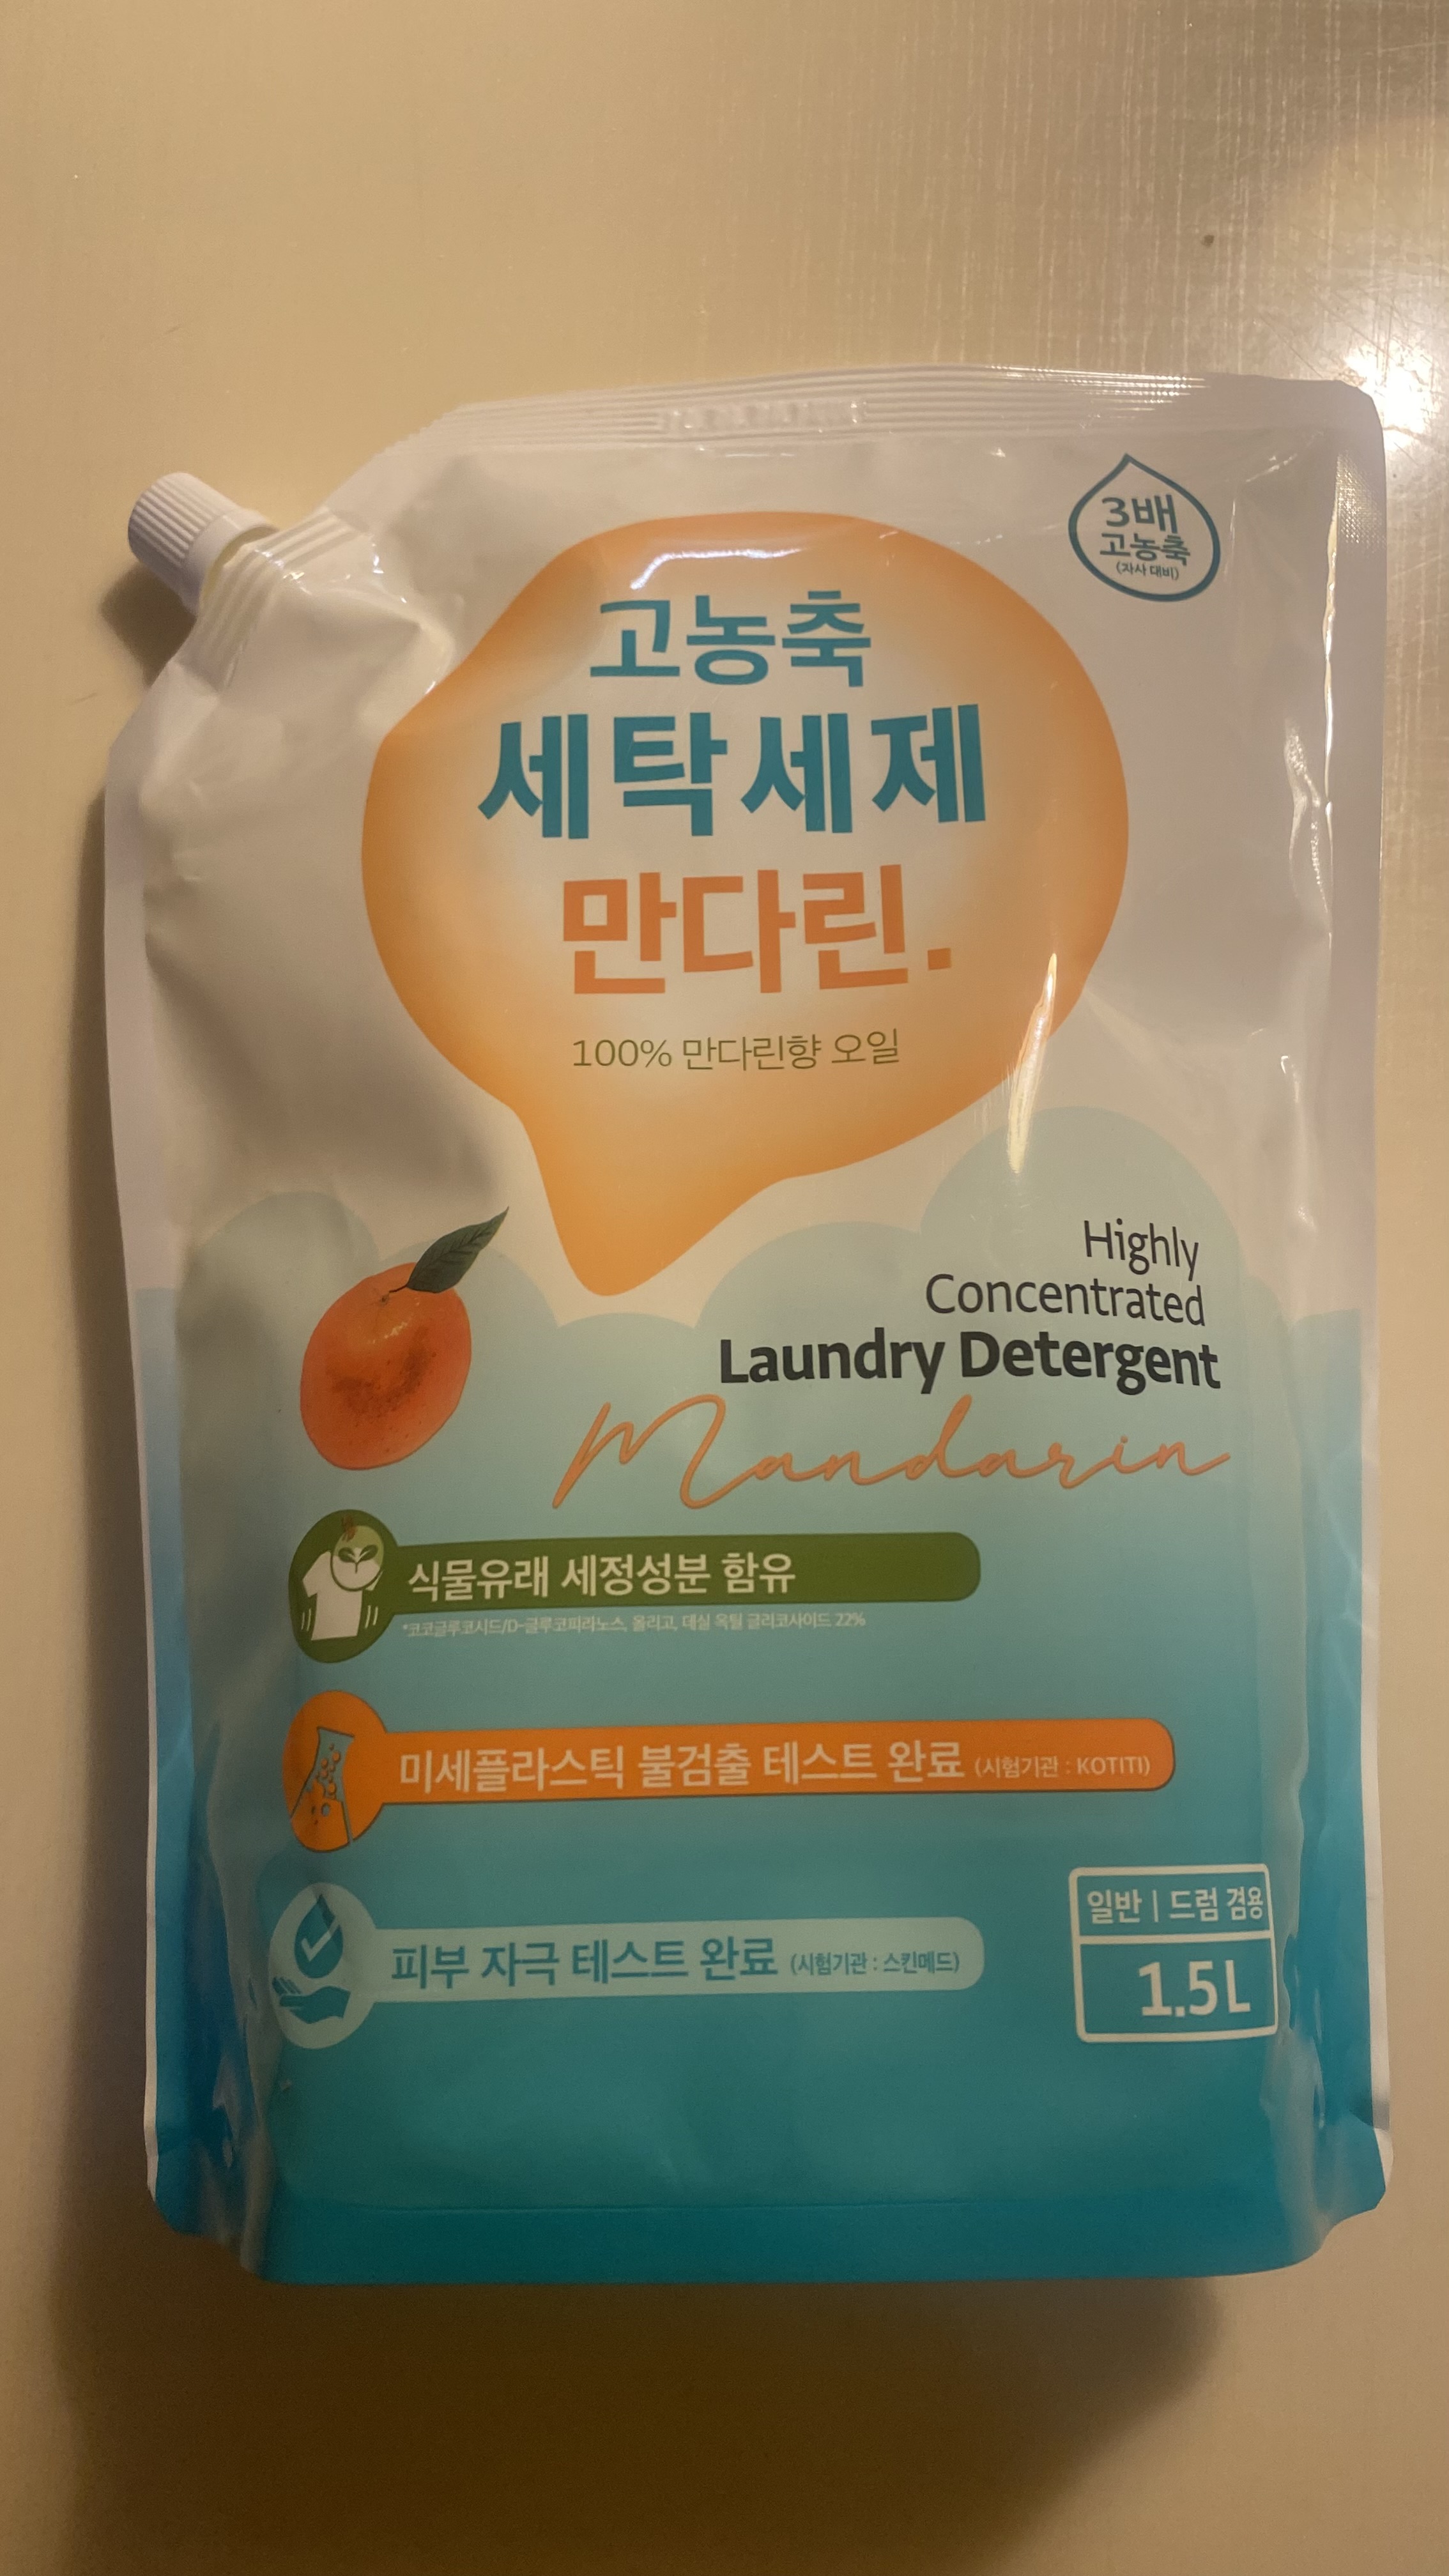 3배
고농축
(자사 대비)
고농축
세탁세제
만다린.
100% 만다린향 오일
Highly
Concentrated
Laundry Detergent
Mandarin
식물유래 세정성분 함유
*코코글루코시드/D-글루코피라노스, 올리고, 데실 옥틸 글리코사이드 22%
미세플라스틱 불검출 테스트 완료 (시험기관 : KOTITI)
피부 자극 테스트 완료 (시험기관 : 스킨메드)
일반 | 드럼 겸용
1.5L